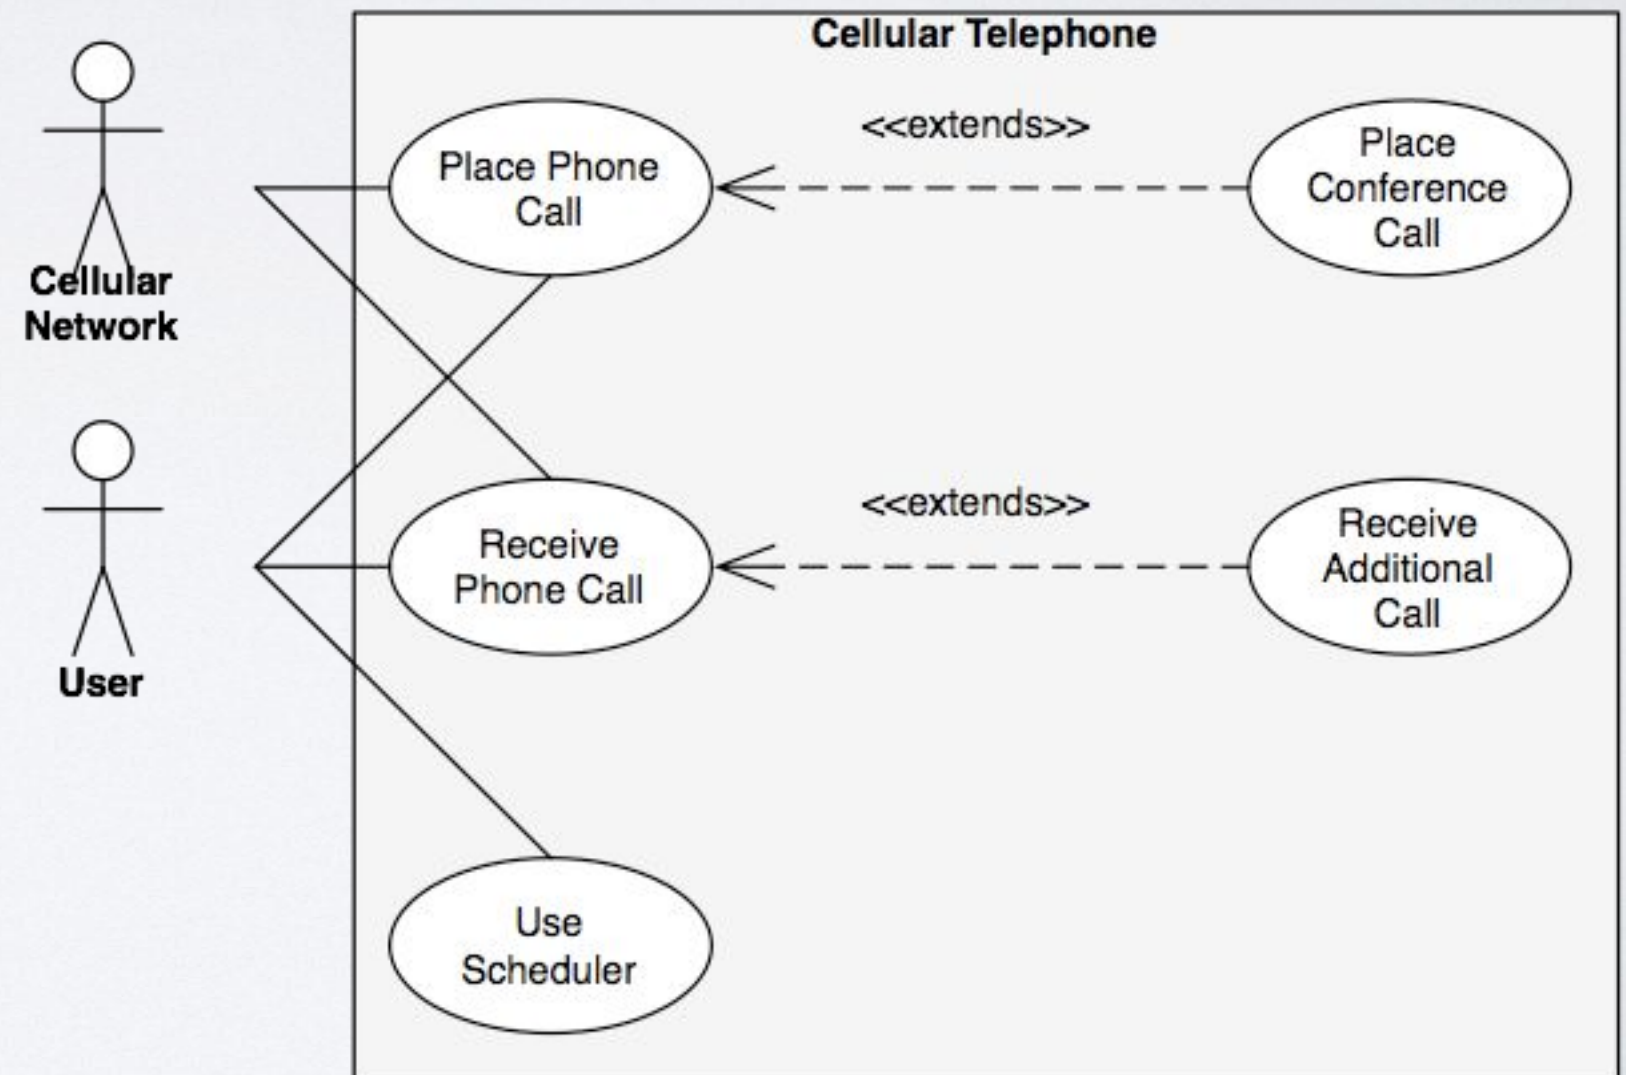 Cellular Telephone
Cellular
Network
Place Phone
Call
<<extends>>
Place
Conference
Call
User
Receive
Phone Call
<<extends>>
Receive
Additional
Call
Use
Scheduler